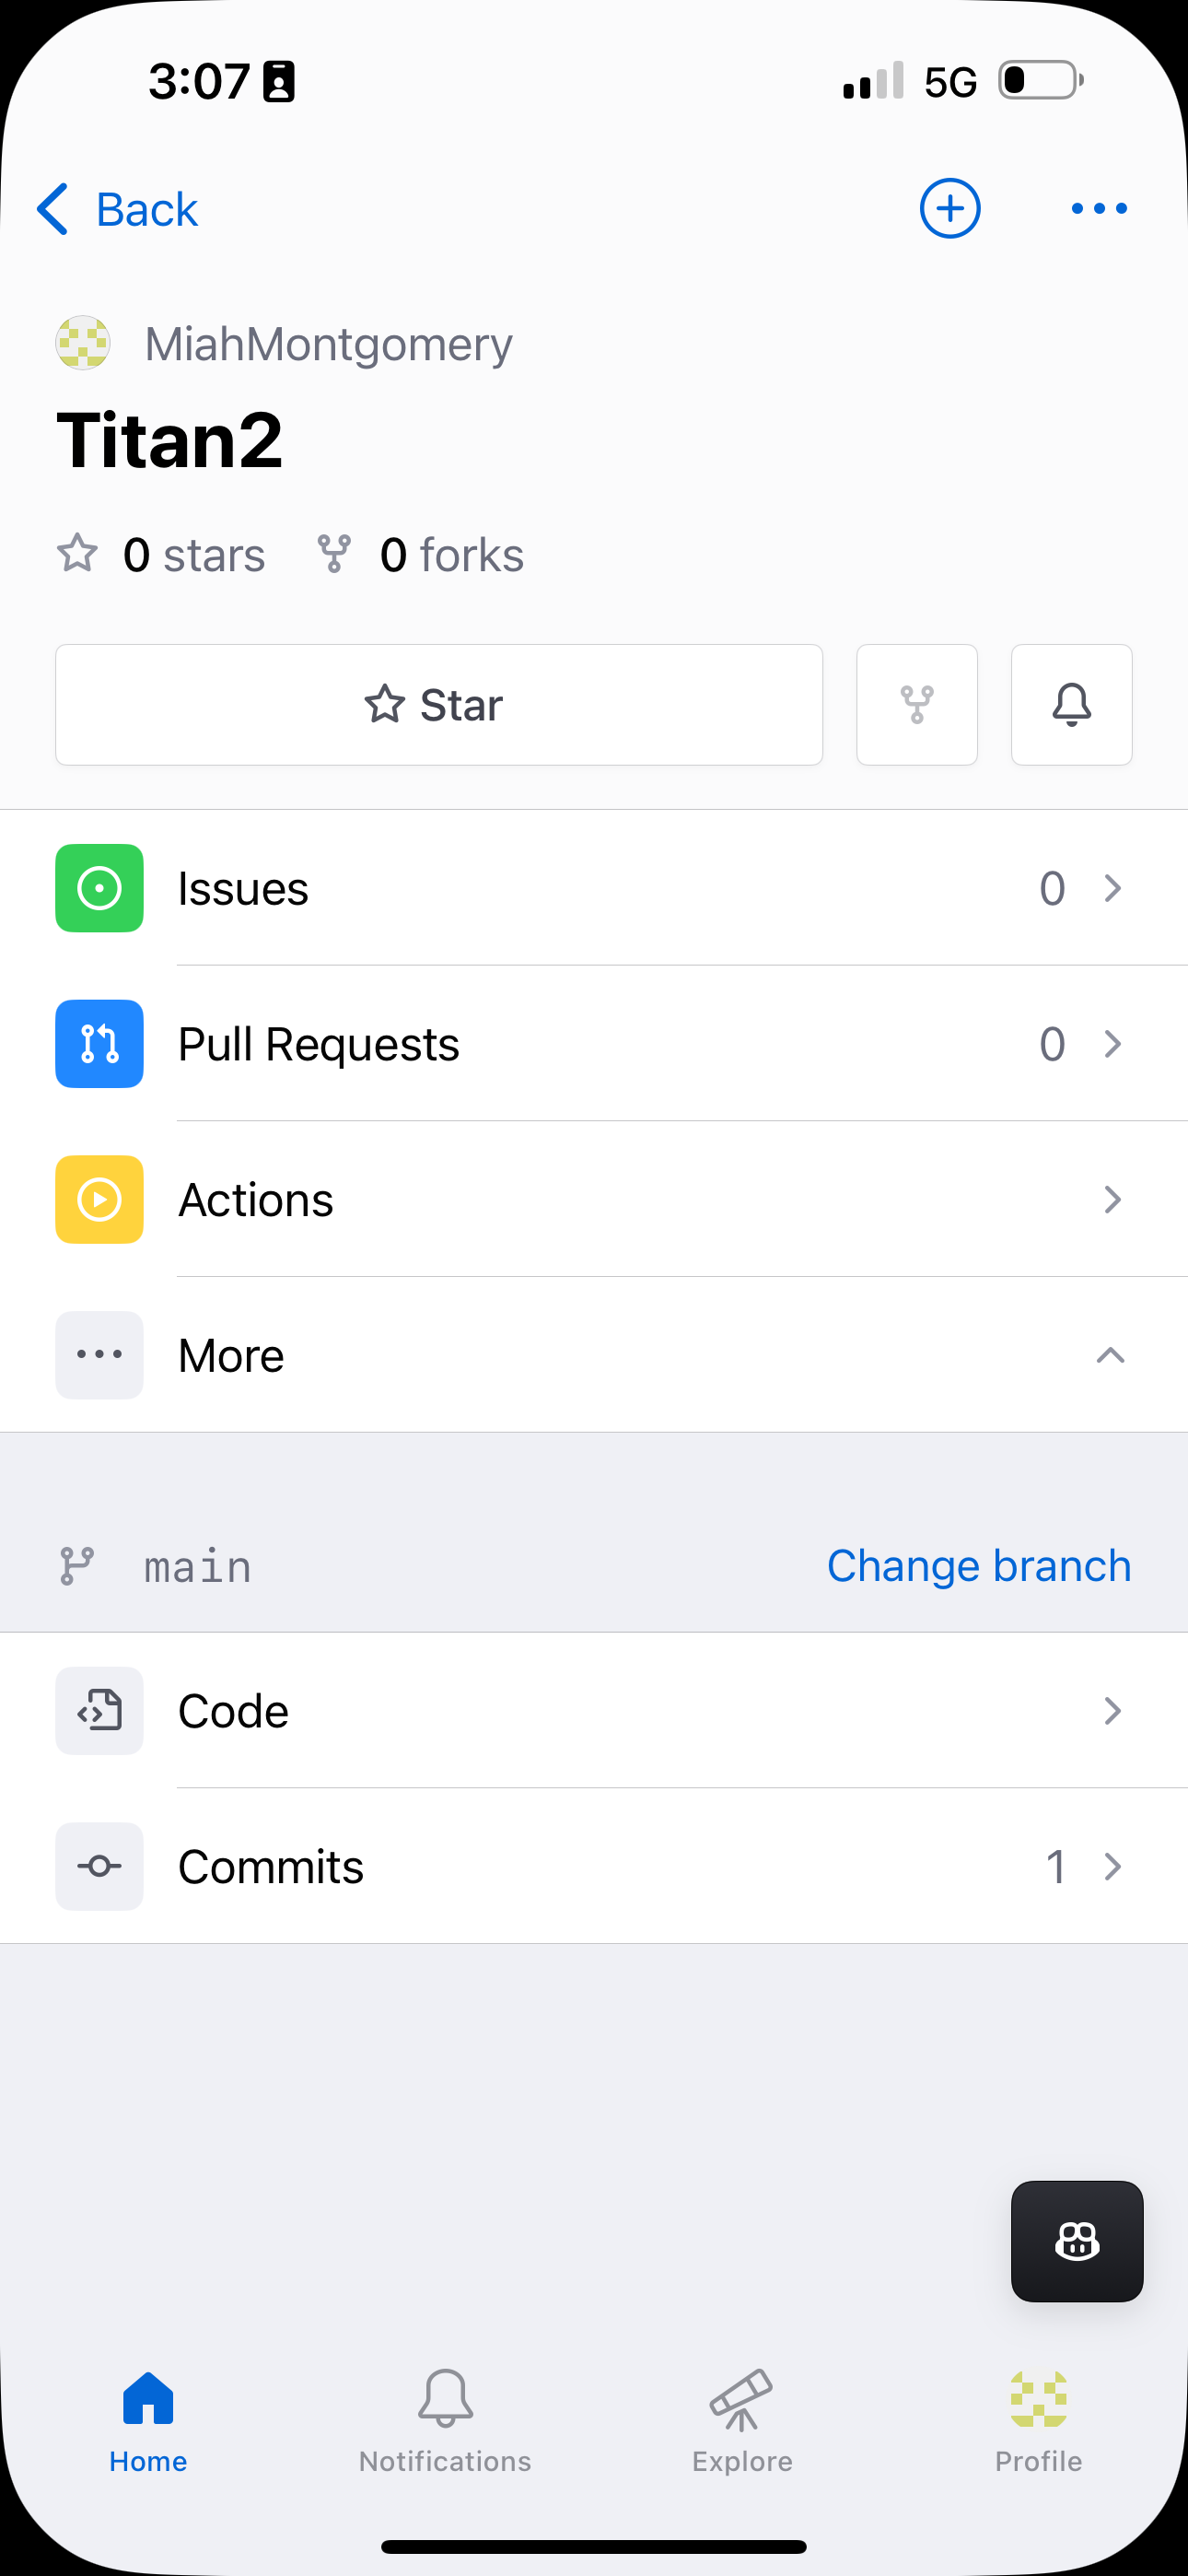 3:07 5G
Back
MiahMontgomery
Titan2
0 stars 0 forks
Star
Issues 0
Pull Requests 0
Actions
More
main Change branch
Code
Commits 1
Home Notifications Explore Profile